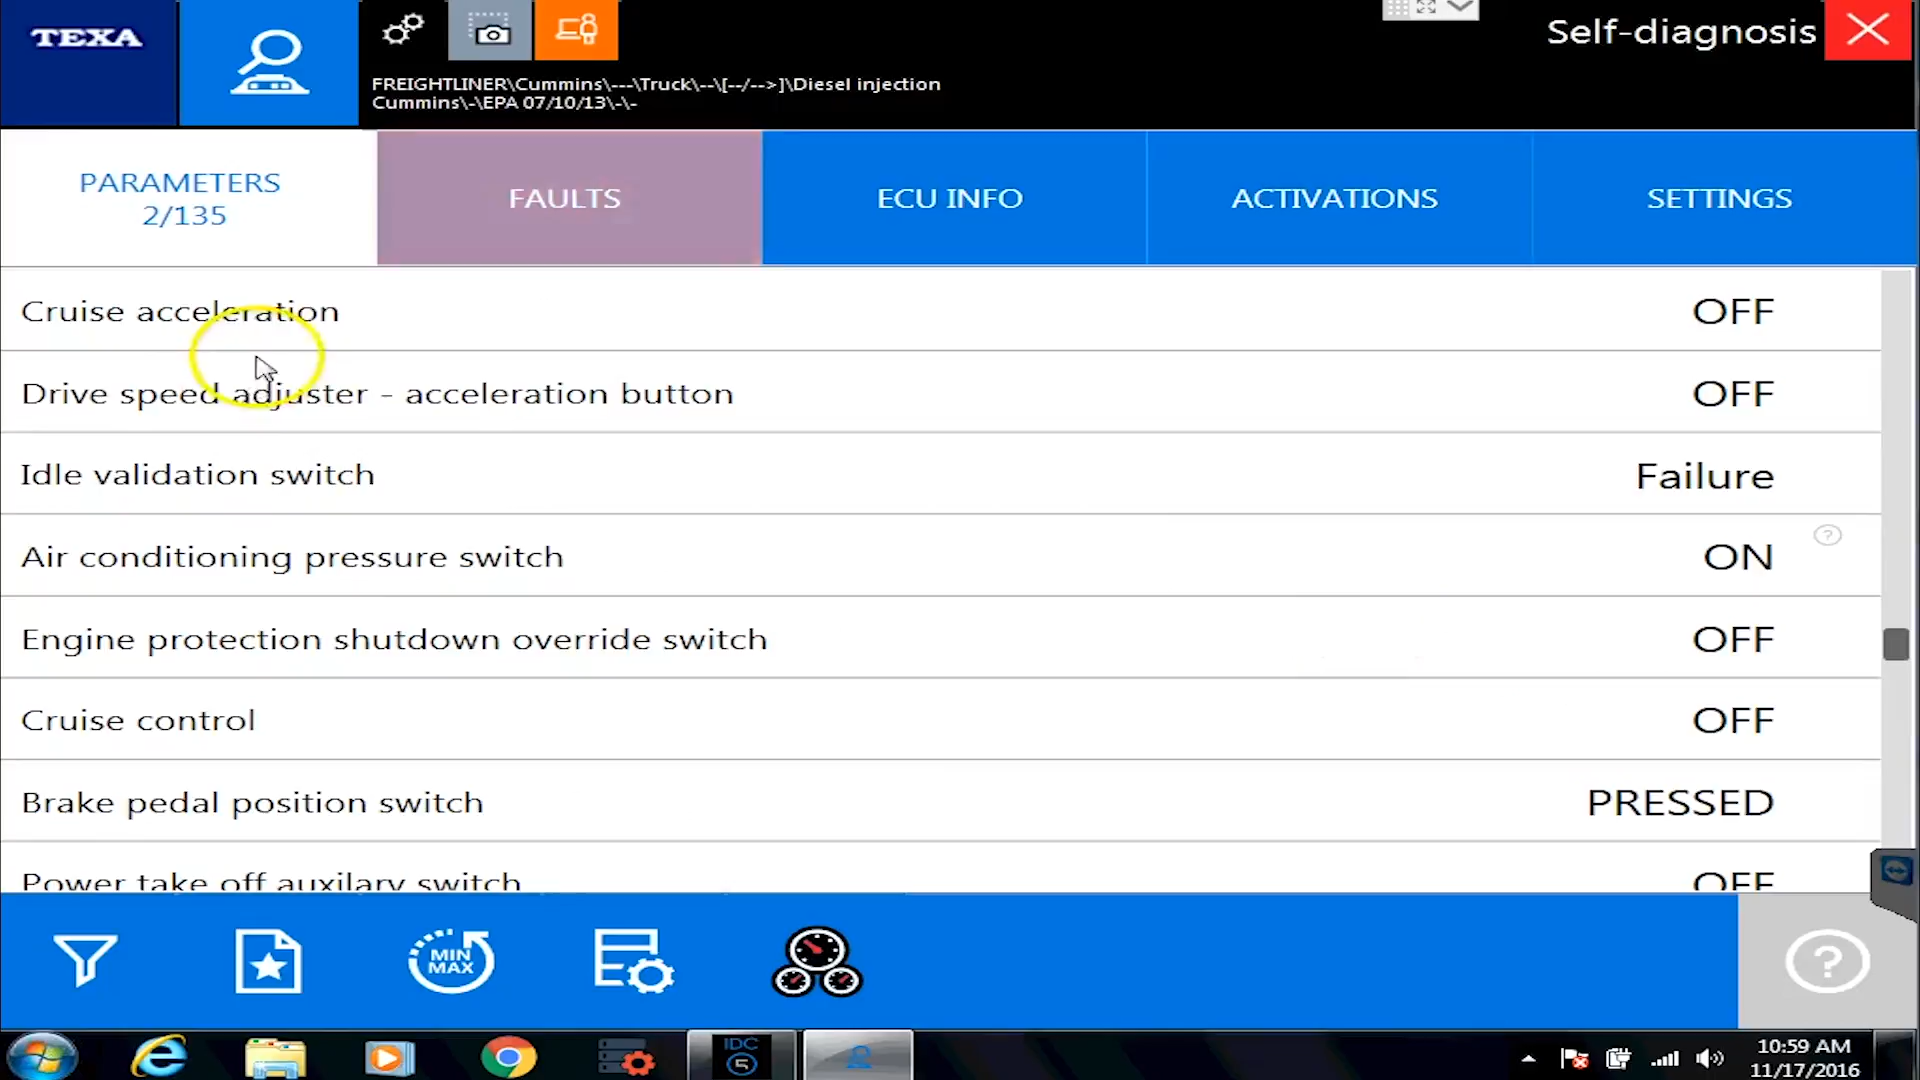 TEXA
Self-diagnosis
FREIGHTLINER\Cummins\---\Truck\--\[--/-->]\Diesel injection
Cummins\-\EPA 07/10/13\-\-
PARAMETERS
2/135
FAULTS
ECU INFO
ACTIVATIONS
SETTINGS
Cruise acceleration OFF
Drive speed adjuster - acceleration button OFF
Idle validation switch Failure
?
Air conditioning pressure switch ON
Engine protection shutdown override switch OFF
Cruise control OFF
Brake pedal position switch PRESSED
Power take off auxilary switch OFF
MIN
MAX
?
IDC
5
10:59 AM
11/17/2016